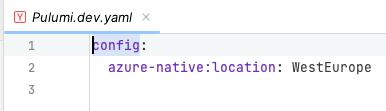 Pulumi.dev.yaml
1 config:
2   azure-native:location: WestEurope
3